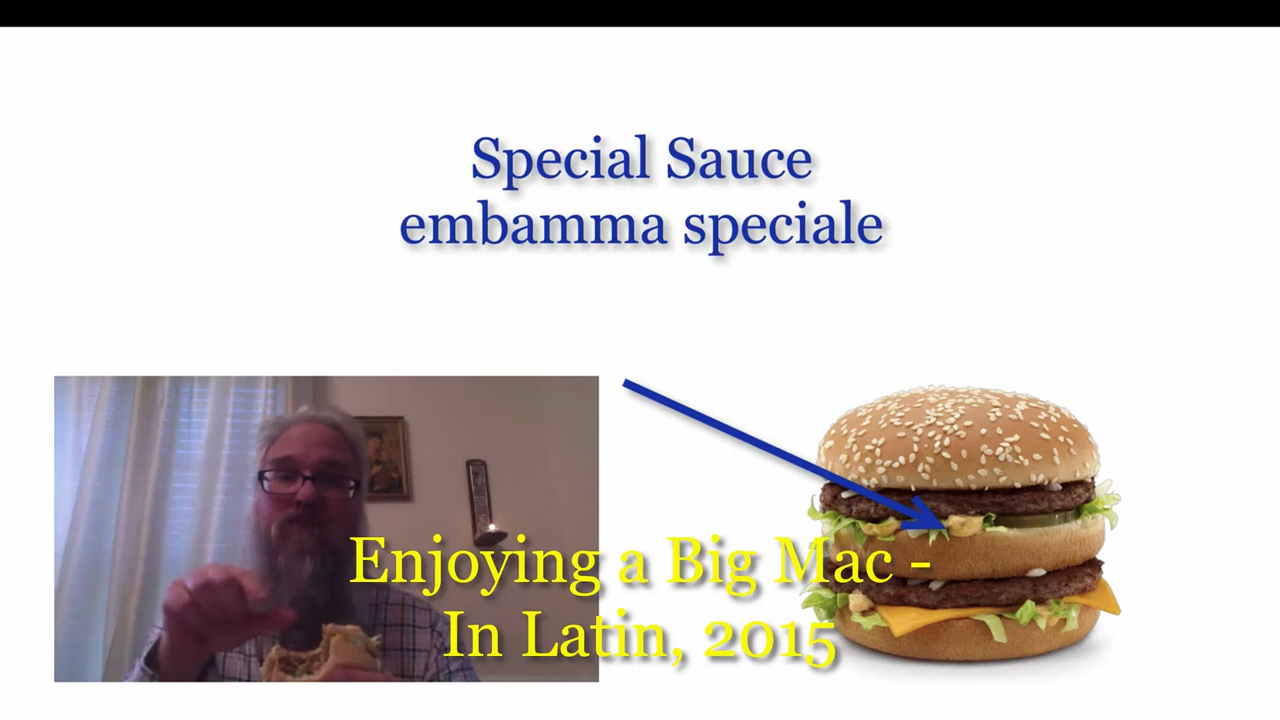 Special Sauce
embamma speciale
Enjoying a Big Mac -
In Latin, 2015